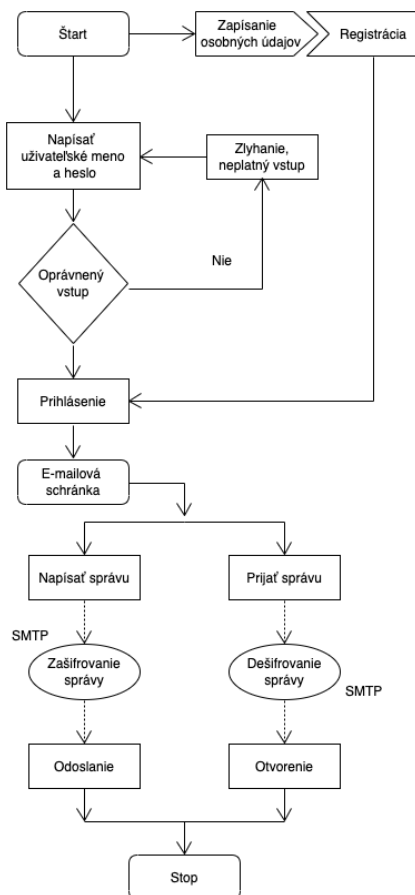 Štart
Zapísanie
osobných údajov
Registrácia
Napísať
uživateľské meno
a heslo
Zlyhanie,
neplatný vstup
Oprávnený
vstup
Nie
Prihlásenie
E-mailová
schránka
Napísať správu
Prijať správu
SMTP
Zašifrovanie
správy
Dešifrovanie
správy
SMTP
Odoslanie
Otvorenie
Stop